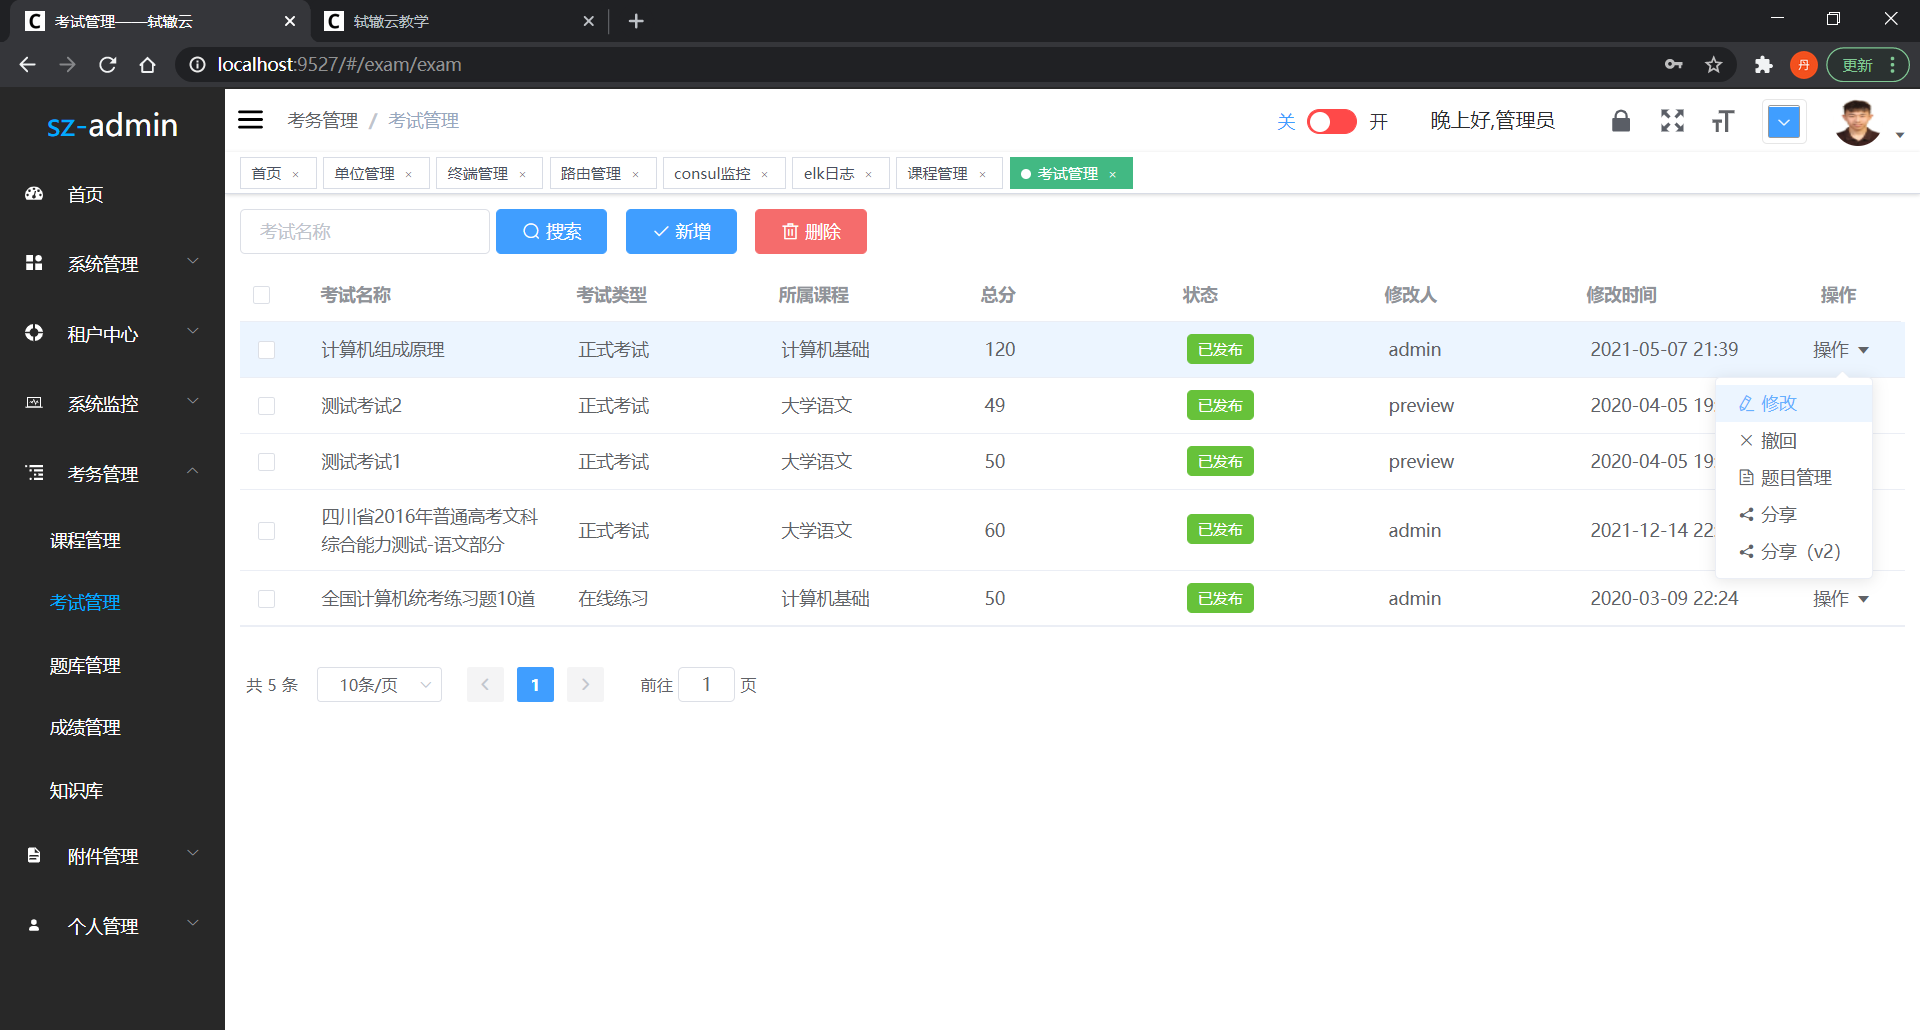 考试管理——轼辙云
轼辙云教学
localhost:9527/#/exam/exam
丹
更新
sz-admin
首页
系统管理
租户中心
系统监控
考务管理
课程管理
考试管理
题库管理
成绩管理
知识库
附件管理
个人管理
考务管理 / 考试管理
关 开
晚上好,管理员
首页 × 单位管理 × 终端管理 × 路由管理 × consul监控 × elk日志 × 课程管理 × 考试管理 ×
考试名称 搜索 新增 删除
考试名称 考试类型 所属课程 总分 状态 修改人 修改时间 操作
计算机组成原理 正式考试 计算机基础 120 已发布 admin 2021-05-07 21:39 操作
测试考试2 正式考试 大学语文 49 已发布 preview 2020-04-05 19:
测试考试1 正式考试 大学语文 50 已发布 preview 2020-04-05 19:
四川省2016年普通高考文科
综合能力测试-语文部分 正式考试 大学语文 60 已发布 admin 2021-12-14 22:
全国计算机统考练习题10道 在线练习 计算机基础 50 已发布 admin 2020-03-09 22:24 操作
修改
撤回
题目管理
分享
分享（v2）
共 5 条 10条/页 1 前往 1 页